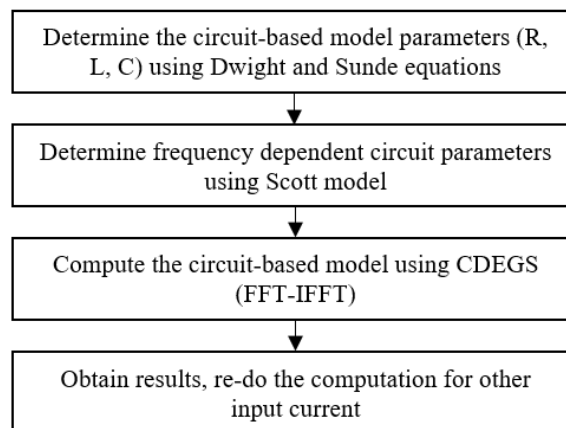 Determine the circuit-based model parameters (R,
L, C) using Dwight and Sunde equations
Determine frequency dependent circuit parameters
using Scott model
Compute the circuit-based model using CDEGS
(FFT-IFFT)
Obtain results, re-do the computation for other
input current